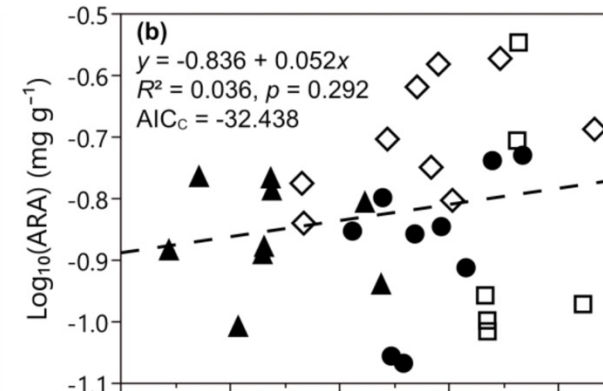 (b)
y = -0.836 + 0.052x
R² = 0.036, p = 0.292
AICC = -32.438
Log₁₀(ARA) (mg g⁻¹)
-0.5
-0.6
-0.7
-0.8
-0.9
-1.0
-1.1